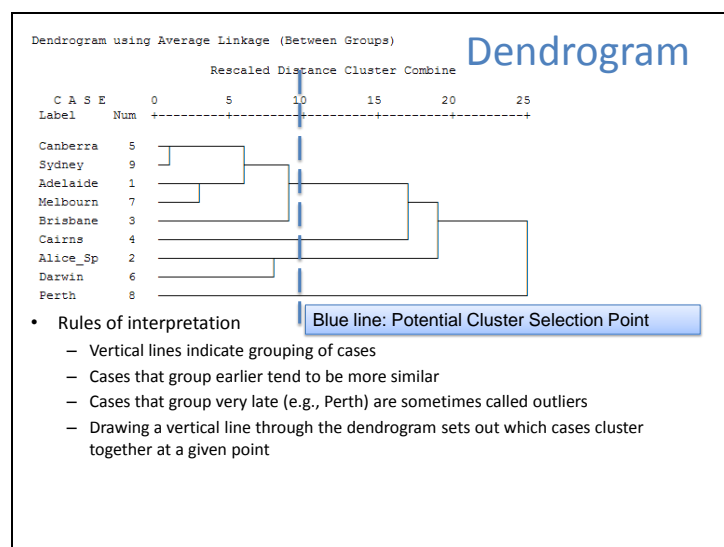 Dendrogram using Average Linkage (Between Groups)
Dendrogram
Rescaled Distance Cluster Combine
C A S E 0 5 10 15 20 25
Label Num +---------+---------+---------+---------+---------+
Canberra 5
Sydney 9
Adelaide 1
Melbourn 7
Brisbane 3
Cairns 4
Alice_Sp 2
Darwin 6
Perth 8
Blue line: Potential Cluster Selection Point
• Rules of interpretation
– Vertical lines indicate grouping of cases
– Cases that group earlier tend to be more similar
– Cases that group very late (e.g., Perth) are sometimes called outliers
– Drawing a vertical line through the dendrogram sets out which cases cluster
together at a given point